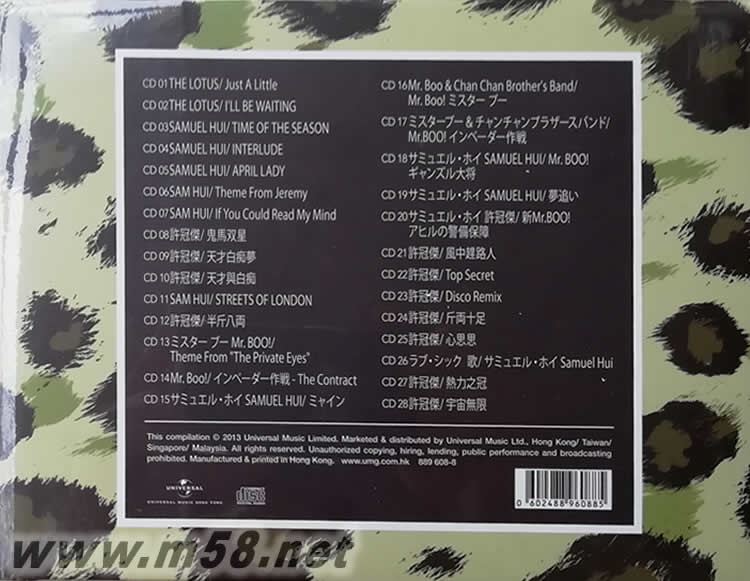 CD 01 THE LOTUS/ Just A Little
CD 02 THE LOTUS/ I'LL BE WAITING
CD 03 SAMUEL HUI/ TIME OF THE SEASON
CD 04 SAMUEL HUI/ INTERLUDE
CD 05 SAMUEL HUI/ APRIL LADY
CD 06 SAM HUI/ Theme From Jeremy
CD 07 SAM HUI/ If You Could Read My Mind
CD 08 許冠傑/ 鬼馬双星
CD 09 許冠傑/ 天才白痴夢
CD 10 許冠傑/ 天才與白痴
CD 11 SAM HUI/ STREETS OF LONDON
CD 12 許冠傑/ 半斤八両
CD 13 ミスター ブー Mr. BOO!/
Theme From "The Private Eyes"
CD 14 Mr. Boo!/ インベーダー作戦 - The Contract
CD 15 サミュエル・ホイ SAMUEL HUI/ ミャイン
CD 16 Mr. Boo & Chan Chan Brother's Band/
Mr. Boo! ミスター ブー
CD 17 ミスターブー & チャンチャンブラザースバンド/
Mr.BOO! インベーダー作戦
CD 18 サミュエル・ホイ SAMUEL HUI/ Mr. BOO!
ギャンズル大将
CD 19 サミュエル・ホイ SAMUEL HUI/ 夢追い
CD 20 サミュエル・ホイ 許冠傑/ 新Mr.BOO!
アヒルの警備保障
CD 21 許冠傑/ 風中趕路人
CD 22 許冠傑/ Top Secret
CD 23 許冠傑/ Disco Remix
CD 24 許冠傑/ 斤両十足
CD 25 許冠傑/ 心思思
CD 26 ラブ・シック 歌/ サミュエル・ホイ Samuel Hui
CD 27 許冠傑/ 熱力之冠
CD 28 許冠傑/ 宇宙無限
This compilation © 2013 Universal Music Limited. Marketed & distributed by Universal Music Ltd., Hong Kong/ Taiwan/
Singapore/ Malaysia. All rights reserved. Unauthorized copying, hiring, lending, public performance and broadcasting
prohibited. Manufactured & printed in Hong Kong. www.umg.com.hk 889 608-8
UNIVERSAL
UNIVERSAL MUSIC HONG KONG
COMPACT
disc
DIGITAL AUDIO
0 602488 960885
www.m58.net